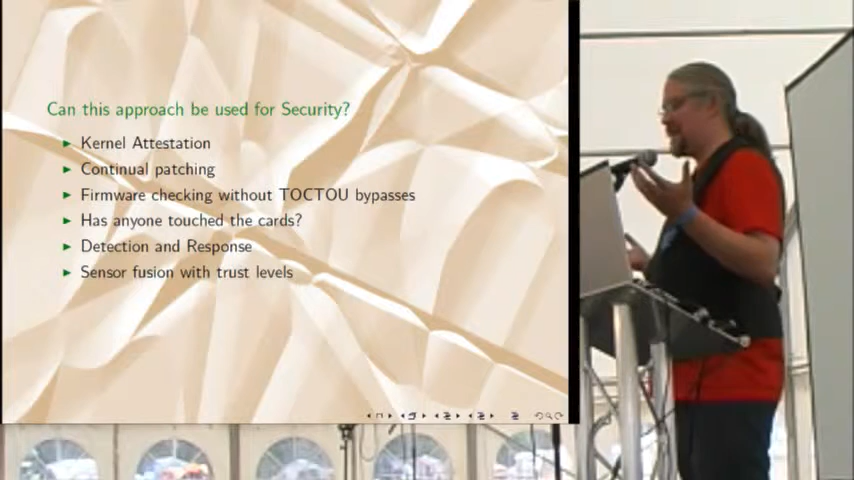 Can this approach be used for Security?
Kernel Attestation
Continual patching
Firmware checking without TOCTOU bypasses
Has anyone touched the cards?
Detection and Response
Sensor fusion with trust levels